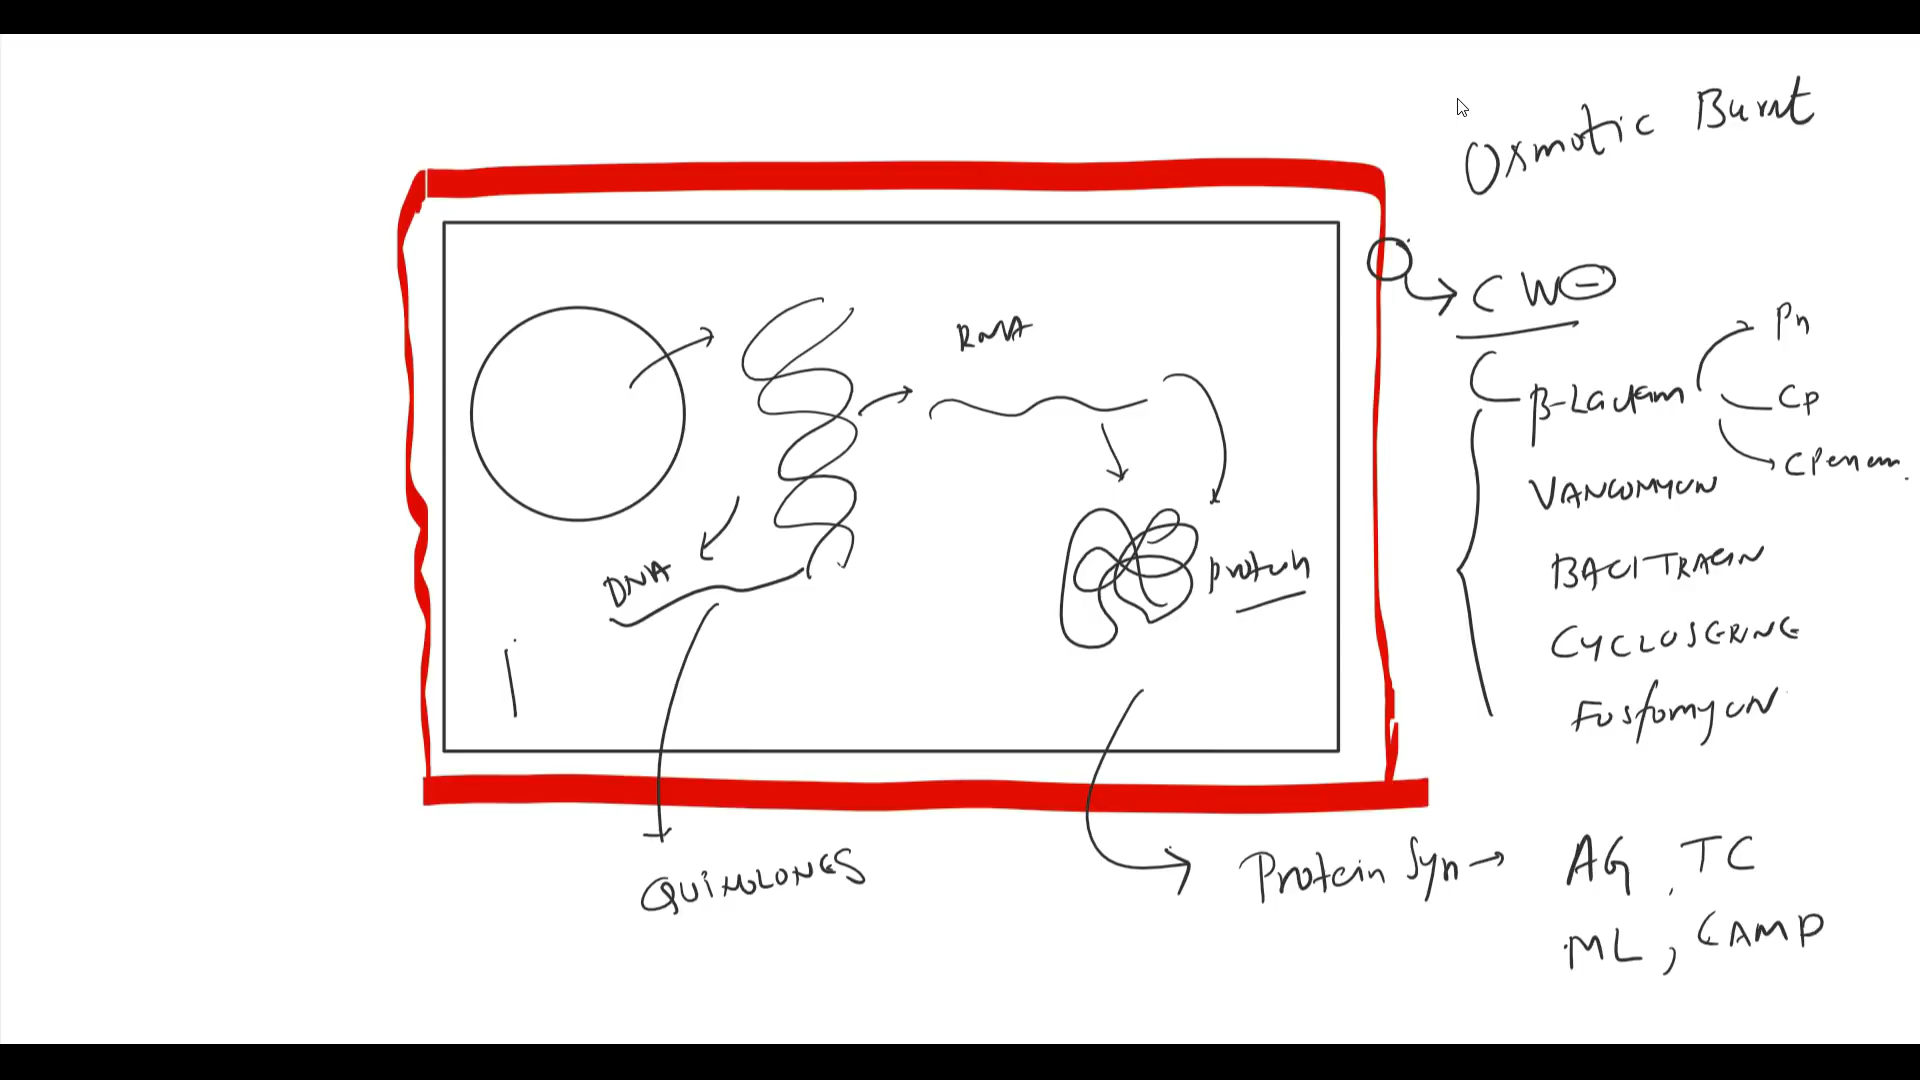 Oxmotic Burst
CW⊖
RNA
Pn
β-Lactam
Cp
CPenem.
VANCOMYCIN
DNA
protein
BACITRACIN
CYCLOSERINE
FOSFOMYCIN
QUINOLONES
Protein Syn → AG, TC
ML, CAMP